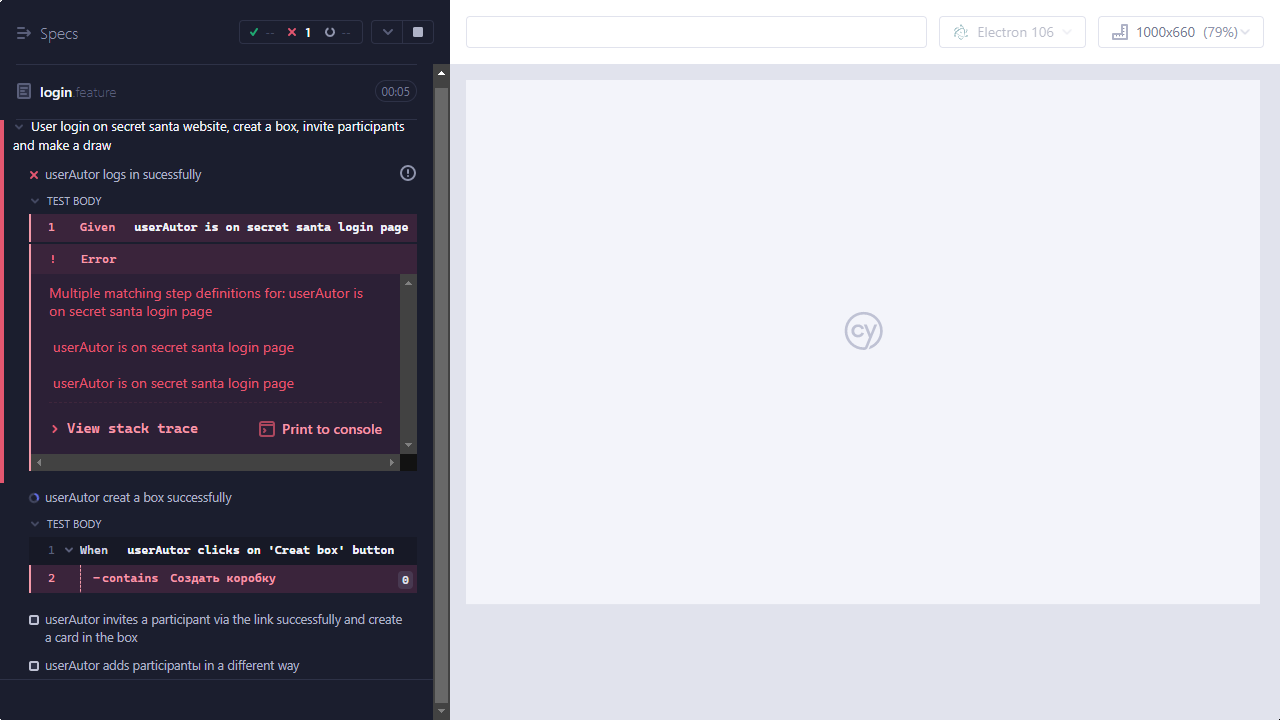 Specs
-- 1 --
Electron 106
1000x660 (79%)
login.feature
00:05
User login on secret santa website, creat a box, invite participants
and make a draw
userAutor logs in sucessfully
TEST BODY
1 Given userAutor is on secret santa login page
! Error
Multiple matching step definitions for: userAutor is
on secret santa login page
userAutor is on secret santa login page
userAutor is on secret santa login page
View stack trace
Print to console
userAutor creat a box successfully
TEST BODY
1 When userAutor clicks on 'Creat box' button
2 -contains Создать коробку 0
userAutor invites a participant via the link successfully and create
a card in the box
userAutor adds participantы in a different way
cy